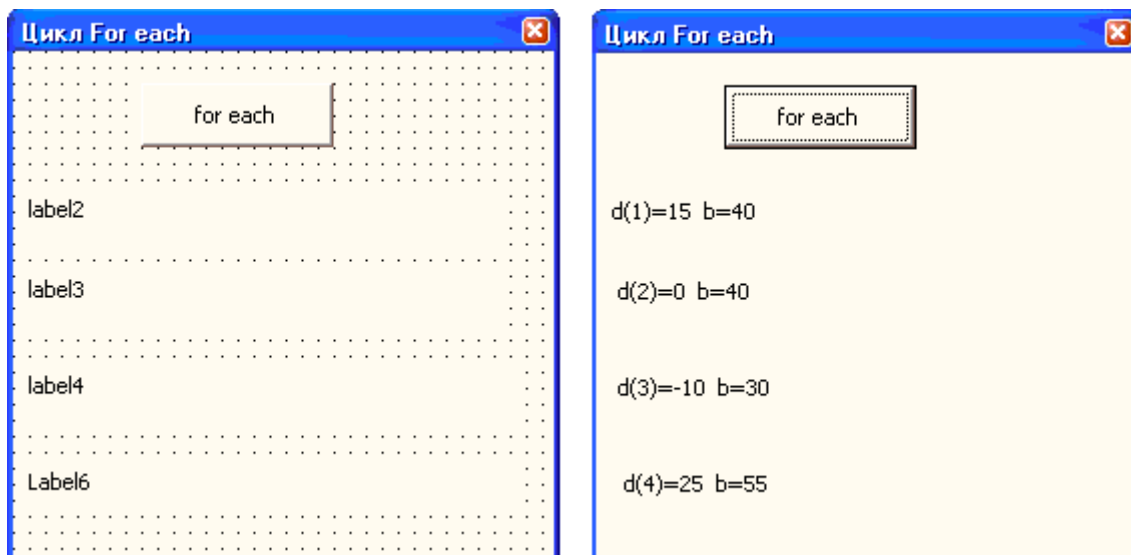 Цикл For each
for each
label2
label3
label4
Label6
Цикл For each
for each
d(1)=15 b=40
d(2)=0 b=40
d(3)=-10 b=30
d(4)=25 b=55